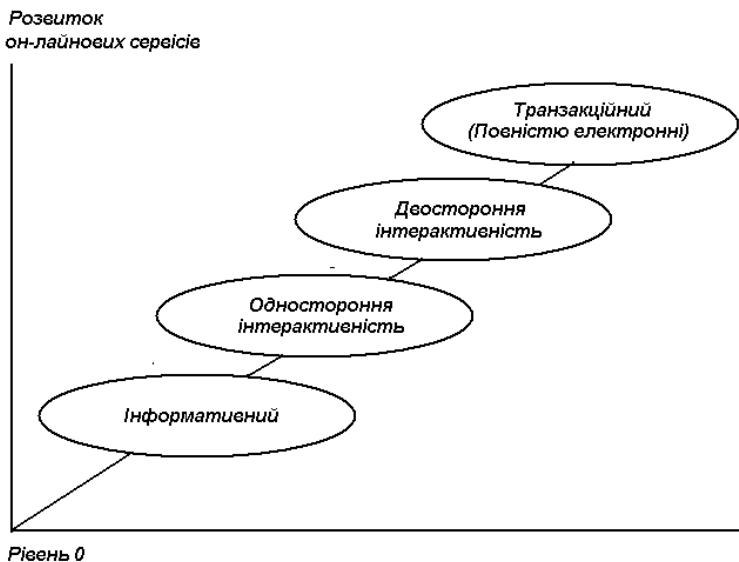 Розвиток
он-лайнових сервісів
Транзакційний
(Повністю електронні)
Двостороння
інтерактивність
Одностороння
інтерактивність
Інформативний
Рівень 0